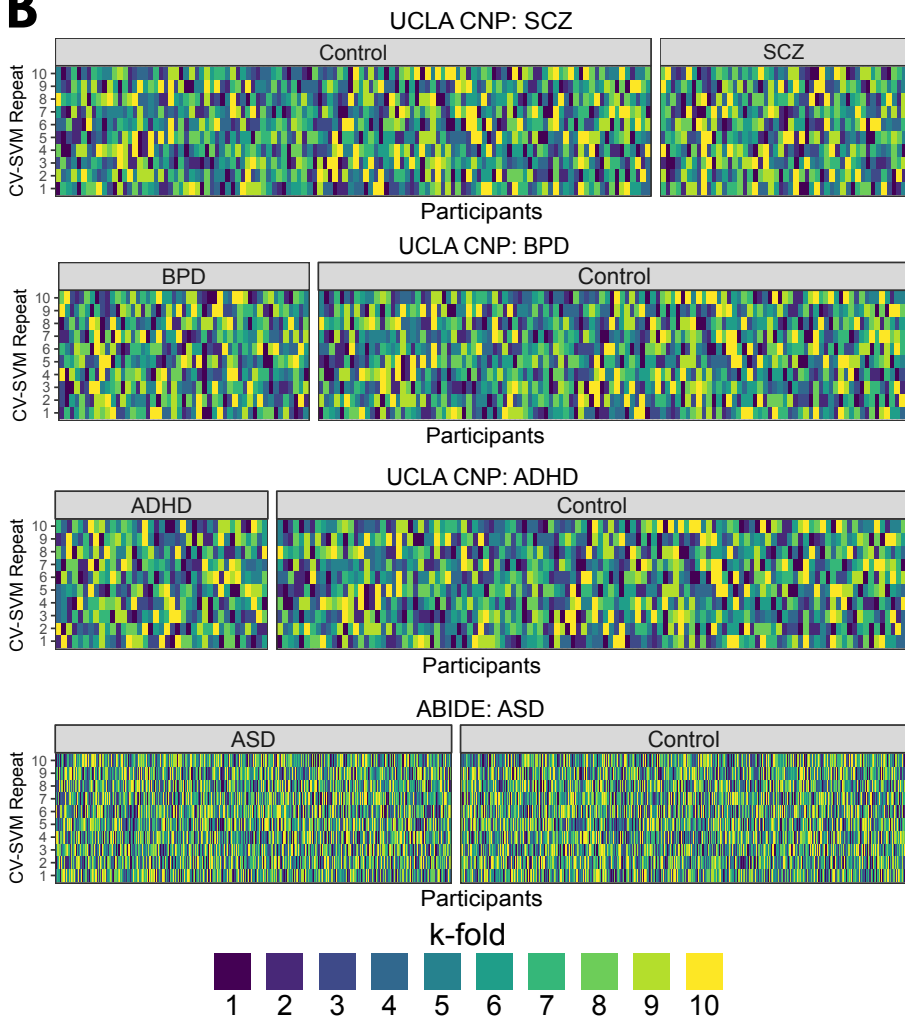 B
UCLA CNP: SCZ
Control SCZ
CV-SVM Repeat
10
9
8
7
6
5
4
3
2
1
Participants
UCLA CNP: BPD
BPD Control
CV-SVM Repeat
10
9
8
7
6
5
4
3
2
1
Participants
UCLA CNP: ADHD
ADHD Control
CV-SVM Repeat
10
9
8
7
6
5
4
3
2
1
Participants
ABIDE: ASD
ASD Control
CV-SVM Repeat
10
9
8
7
6
5
4
3
2
1
Participants
k-fold
1 2 3 4 5 6 7 8 9 10